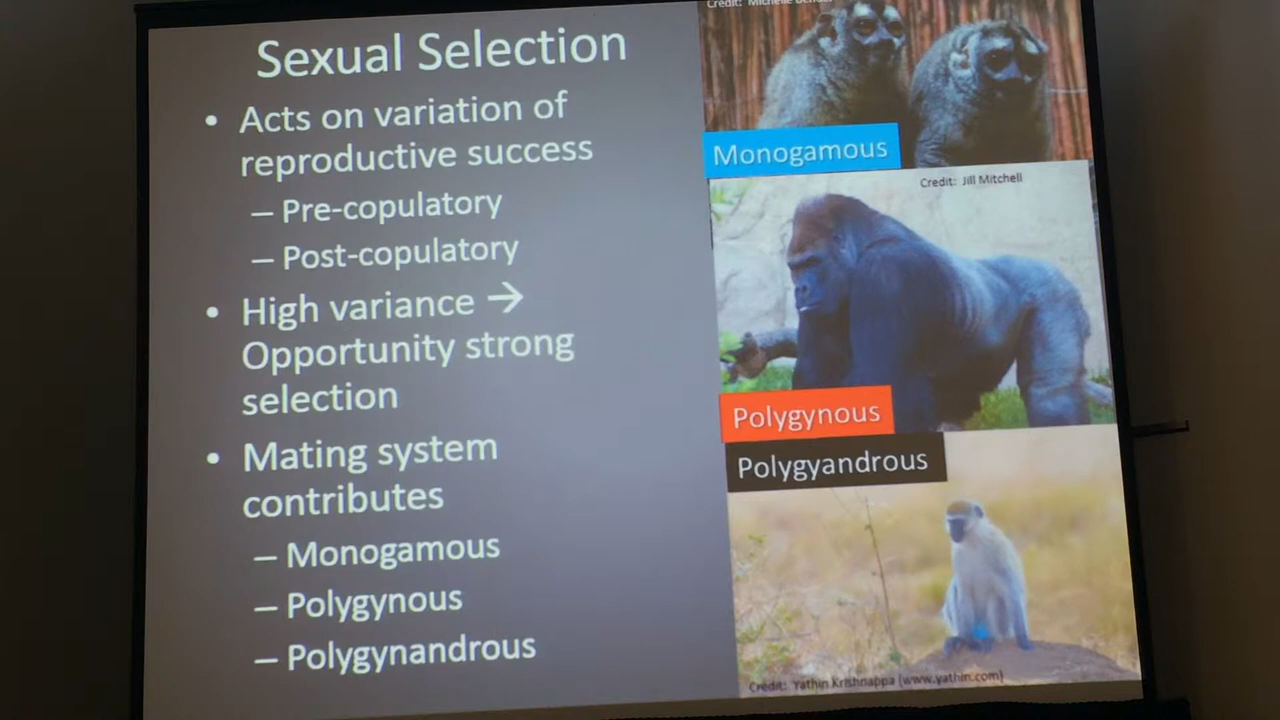 Sexual Selection
• Acts on variation of
reproductive success
– Pre-copulatory
– Post-copulatory
• High variance →
Opportunity strong
selection
• Mating system
contributes
– Monogamous
– Polygynous
– Polygynandrous
Credit: Michelle
Monogamous
Credit: Jill Mitchell
Polygynous
Polygyandrous
Credit: Yathin Krishnappa (www.yathin.com)